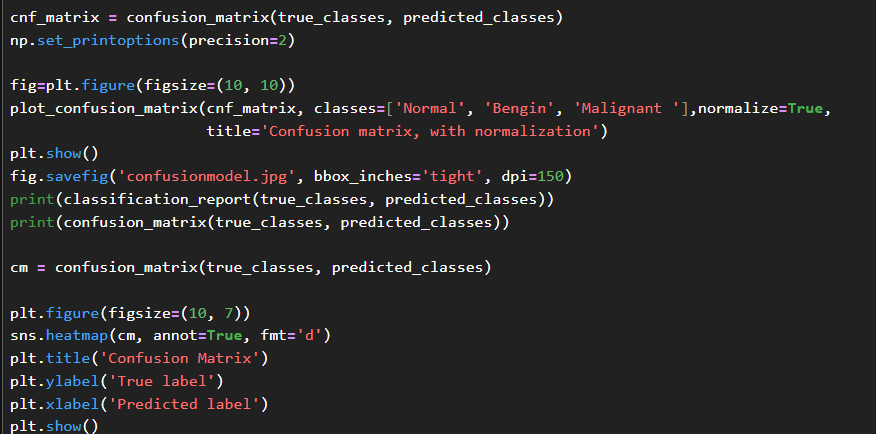 cnf_matrix = confusion_matrix(true_classes, predicted_classes)
np.set_printoptions(precision=2)
fig=plt.figure(figsize=(10, 10))
plot_confusion_matrix(cnf_matrix, classes=['Normal', 'Bengin', 'Malignant '],normalize=True,
title='Confusion matrix, with normalization')
plt.show()
fig.savefig('confusionmodel.jpg', bbox_inches='tight', dpi=150)
print(classification_report(true_classes, predicted_classes))
print(confusion_matrix(true_classes, predicted_classes))
cm = confusion_matrix(true_classes, predicted_classes)
plt.figure(figsize=(10, 7))
sns.heatmap(cm, annot=True, fmt='d')
plt.title('Confusion Matrix')
plt.ylabel('True label')
plt.xlabel('Predicted label')
plt.show()